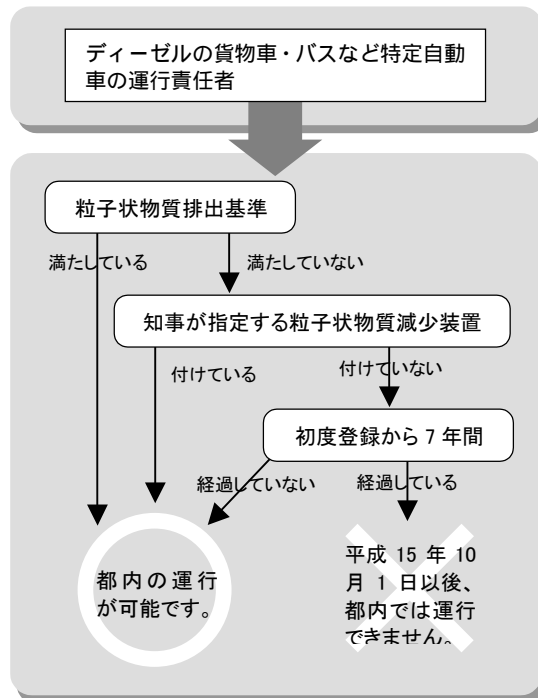 ディーゼルの貨物車・バスなど特定自動
車の運行責任者
粒子状物質排出基準
満たしている
満たしていない
知事が指定する粒子状物質減少装置
付けている
付けていない
初度登録から 7 年間
経過していない
経過している
都内の運行
が可能です。
平成 15 年 10
月 1 日以後、
都内では運行
できません。